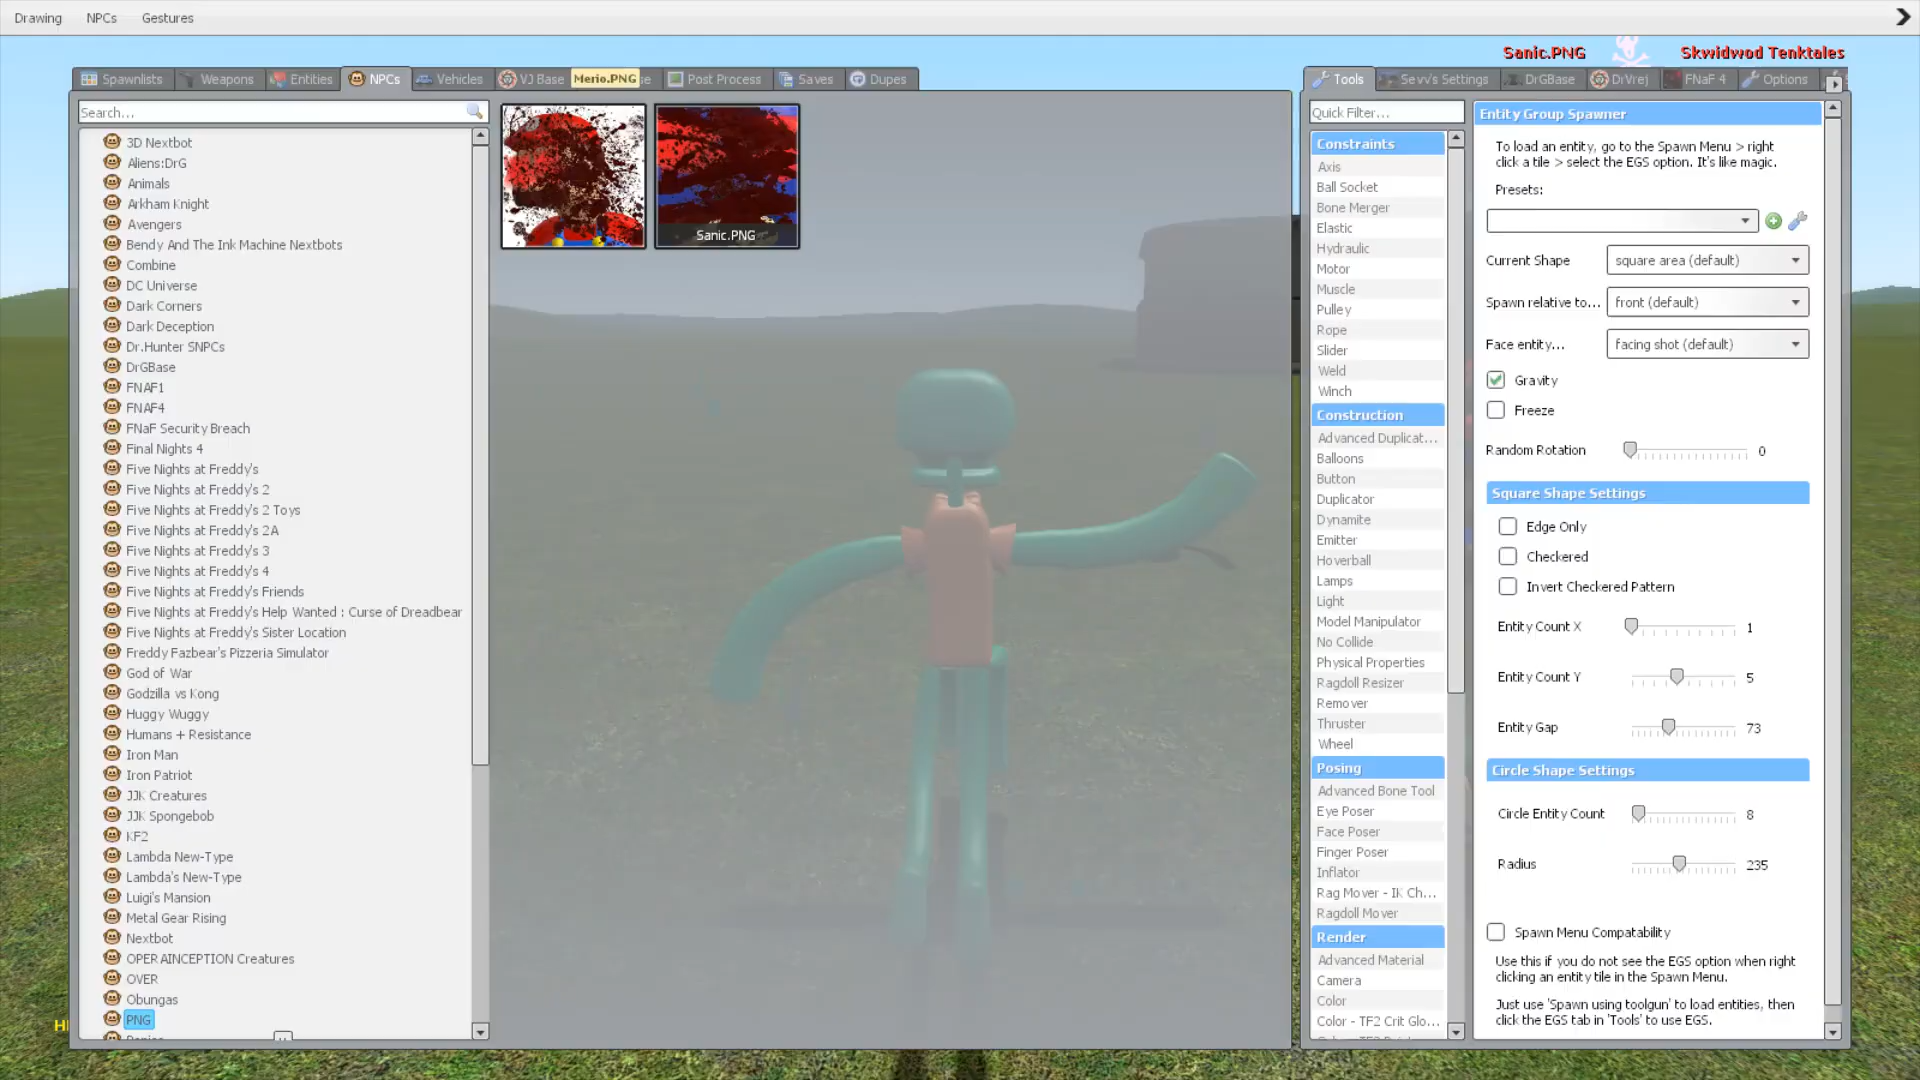 Drawing NPCs Gestures
Sanic.PNG Skwidwod Tenktales
Spawnlists Weapons Entities NPCs Vehicles VJ Base Merio.PNG Post Process Saves Dupes
Tools Sevv's Settings DrGBase DrVrej FNaF 4 Options
Search...
3D Nextbot
Aliens:DrG
Animals
Arkham Knight
Avengers
Bendy And The Ink Machine Nextbots
Combine
DC Universe
Dark Corners
Dark Deception
Dr.Hunter SNPCs
DrGBase
FNAF1
FNAF4
FNaF Security Breach
Final Nights 4
Five Nights at Freddy's
Five Nights at Freddy's 2
Five Nights at Freddy's 2 Toys
Five Nights at Freddy's 2A
Five Nights at Freddy's 3
Five Nights at Freddy's 4
Five Nights at Freddy's Friends
Five Nights at Freddy's Help Wanted : Curse of Dreadbear
Five Nights at Freddy's Sister Location
Freddy Fazbear's Pizzeria Simulator
God of War
Godzilla vs Kong
Huggy Wuggy
Humans + Resistance
Iron Man
Iron Patriot
JJK Creatures
JJK Spongebob
KF2
Lambda New-Type
Lambda's New-Type
Luigi's Mansion
Metal Gear Rising
Nextbot
OPERAINCEPTION Creatures
OVER
Obungas
PNG
Sanic.PNG
Quick Filter...
Constraints
Axis
Ball Socket
Bone Merger
Elastic
Hydraulic
Motor
Muscle
Pulley
Rope
Slider
Weld
Winch
Construction
Advanced Duplicat...
Balloons
Button
Duplicator
Dynamite
Emitter
Hoverball
Lamps
Light
Model Manipulator
No Collide
Physical Properties
Ragdoll Resizer
Remover
Thruster
Wheel
Posing
Advanced Bone Tool
Eye Poser
Face Poser
Finger Poser
Inflator
Rag Mover - IK Ch...
Ragdoll Mover
Render
Advanced Material
Camera
Color
Color - TF2 Crit Glo...
Entity Group Spawner
To load an entity, go to the Spawn Menu > right
click a tile > select the EGS option. It's like magic.
Presets:
Current Shape square area (default)
Spawn relative to... front (default)
Face entity... facing shot (default)
Gravity
Freeze
Random Rotation 0
Square Shape Settings
Edge Only
Checkered
Invert Checkered Pattern
Entity Count X 1
Entity Count Y 5
Entity Gap 73
Circle Shape Settings
Circle Entity Count 8
Radius 235
Spawn Menu Compatability
Use this if you do not see the EGS option when right
clicking an entity tile in the Spawn Menu.
Just use 'Spawn using toolgun' to load entities, then
click the EGS tab in 'Tools' to use EGS.